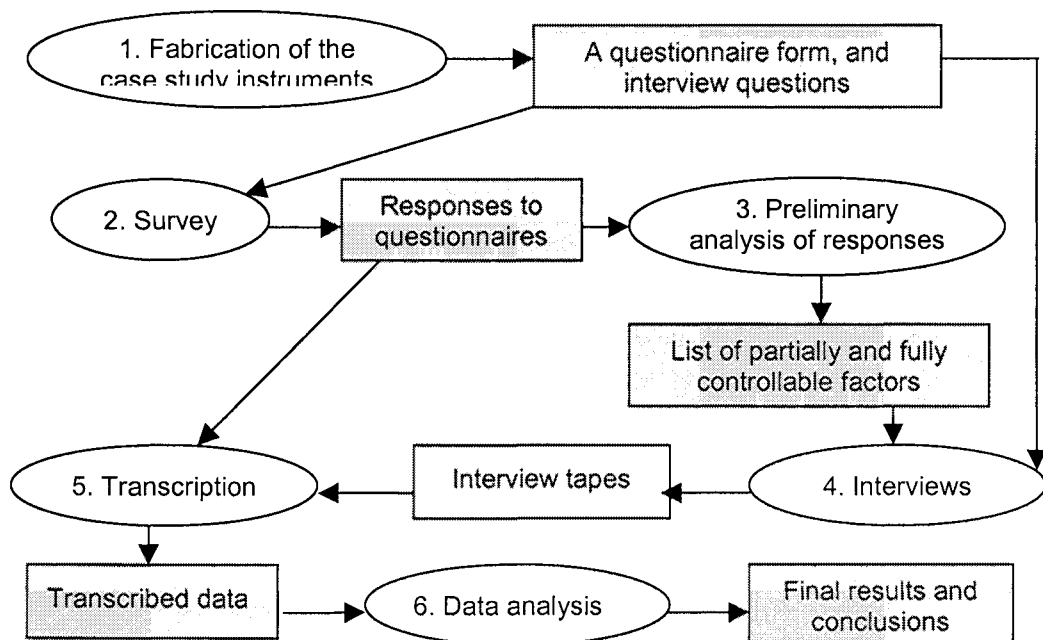 1. Fabrication of the
case study instruments
A questionnaire form, and
interview questions
2. Survey
Responses to
questionnaires
3. Preliminary
analysis of responses
List of partially and fully
controllable factors
5. Transcription
Interview tapes
4. Interviews
Transcribed data
6. Data analysis
Final results and
conclusions